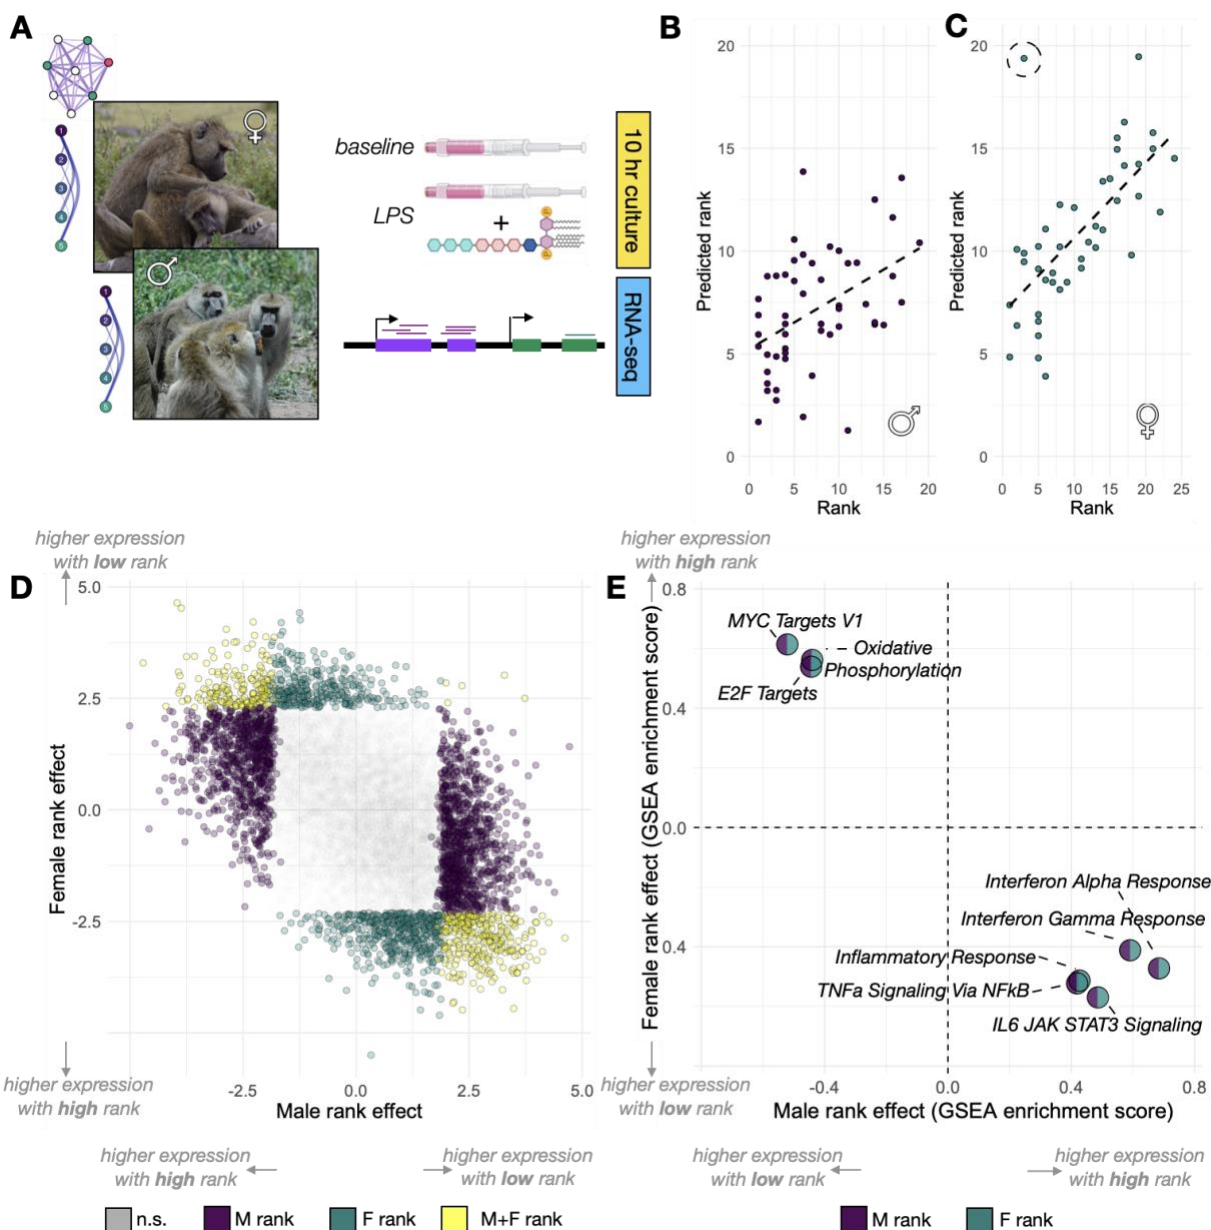 A
♀
1
2
3
4
5
♂
1
2
3
4
5
baseline
LPS
+
10 hr culture
RNA-seq
B
20
15
10
5
0
Predicted rank
0 5 10 15 20
Rank
♂
C
20
15
10
5
0
Predicted rank
0 5 10 15 20 25
Rank
♀
higher expression
with low rank
D
5.0
2.5
0.0
-2.5
Female rank effect
higher expression
with high rank
-2.5 0.0 2.5 5.0
Male rank effect
higher expression
with high rank
higher expression
with low rank
n.s. M rank F rank M+F rank
higher expression
with high rank
E
0.8
0.4
0.0
0.4
Female rank effect (GSEA enrichment score)
MYC Targets V1
Oxidative
Phosphorylation
E2F Targets
Interferon Alpha Response
Interferon Gamma Response
Inflammatory Response
TNFa Signaling Via NFkB
IL6 JAK STAT3 Signaling
higher expression
with low rank
-0.4 0.0 0.4 0.8
Male rank effect (GSEA enrichment score)
higher expression
with low rank
higher expression
with high rank
M rank F rank